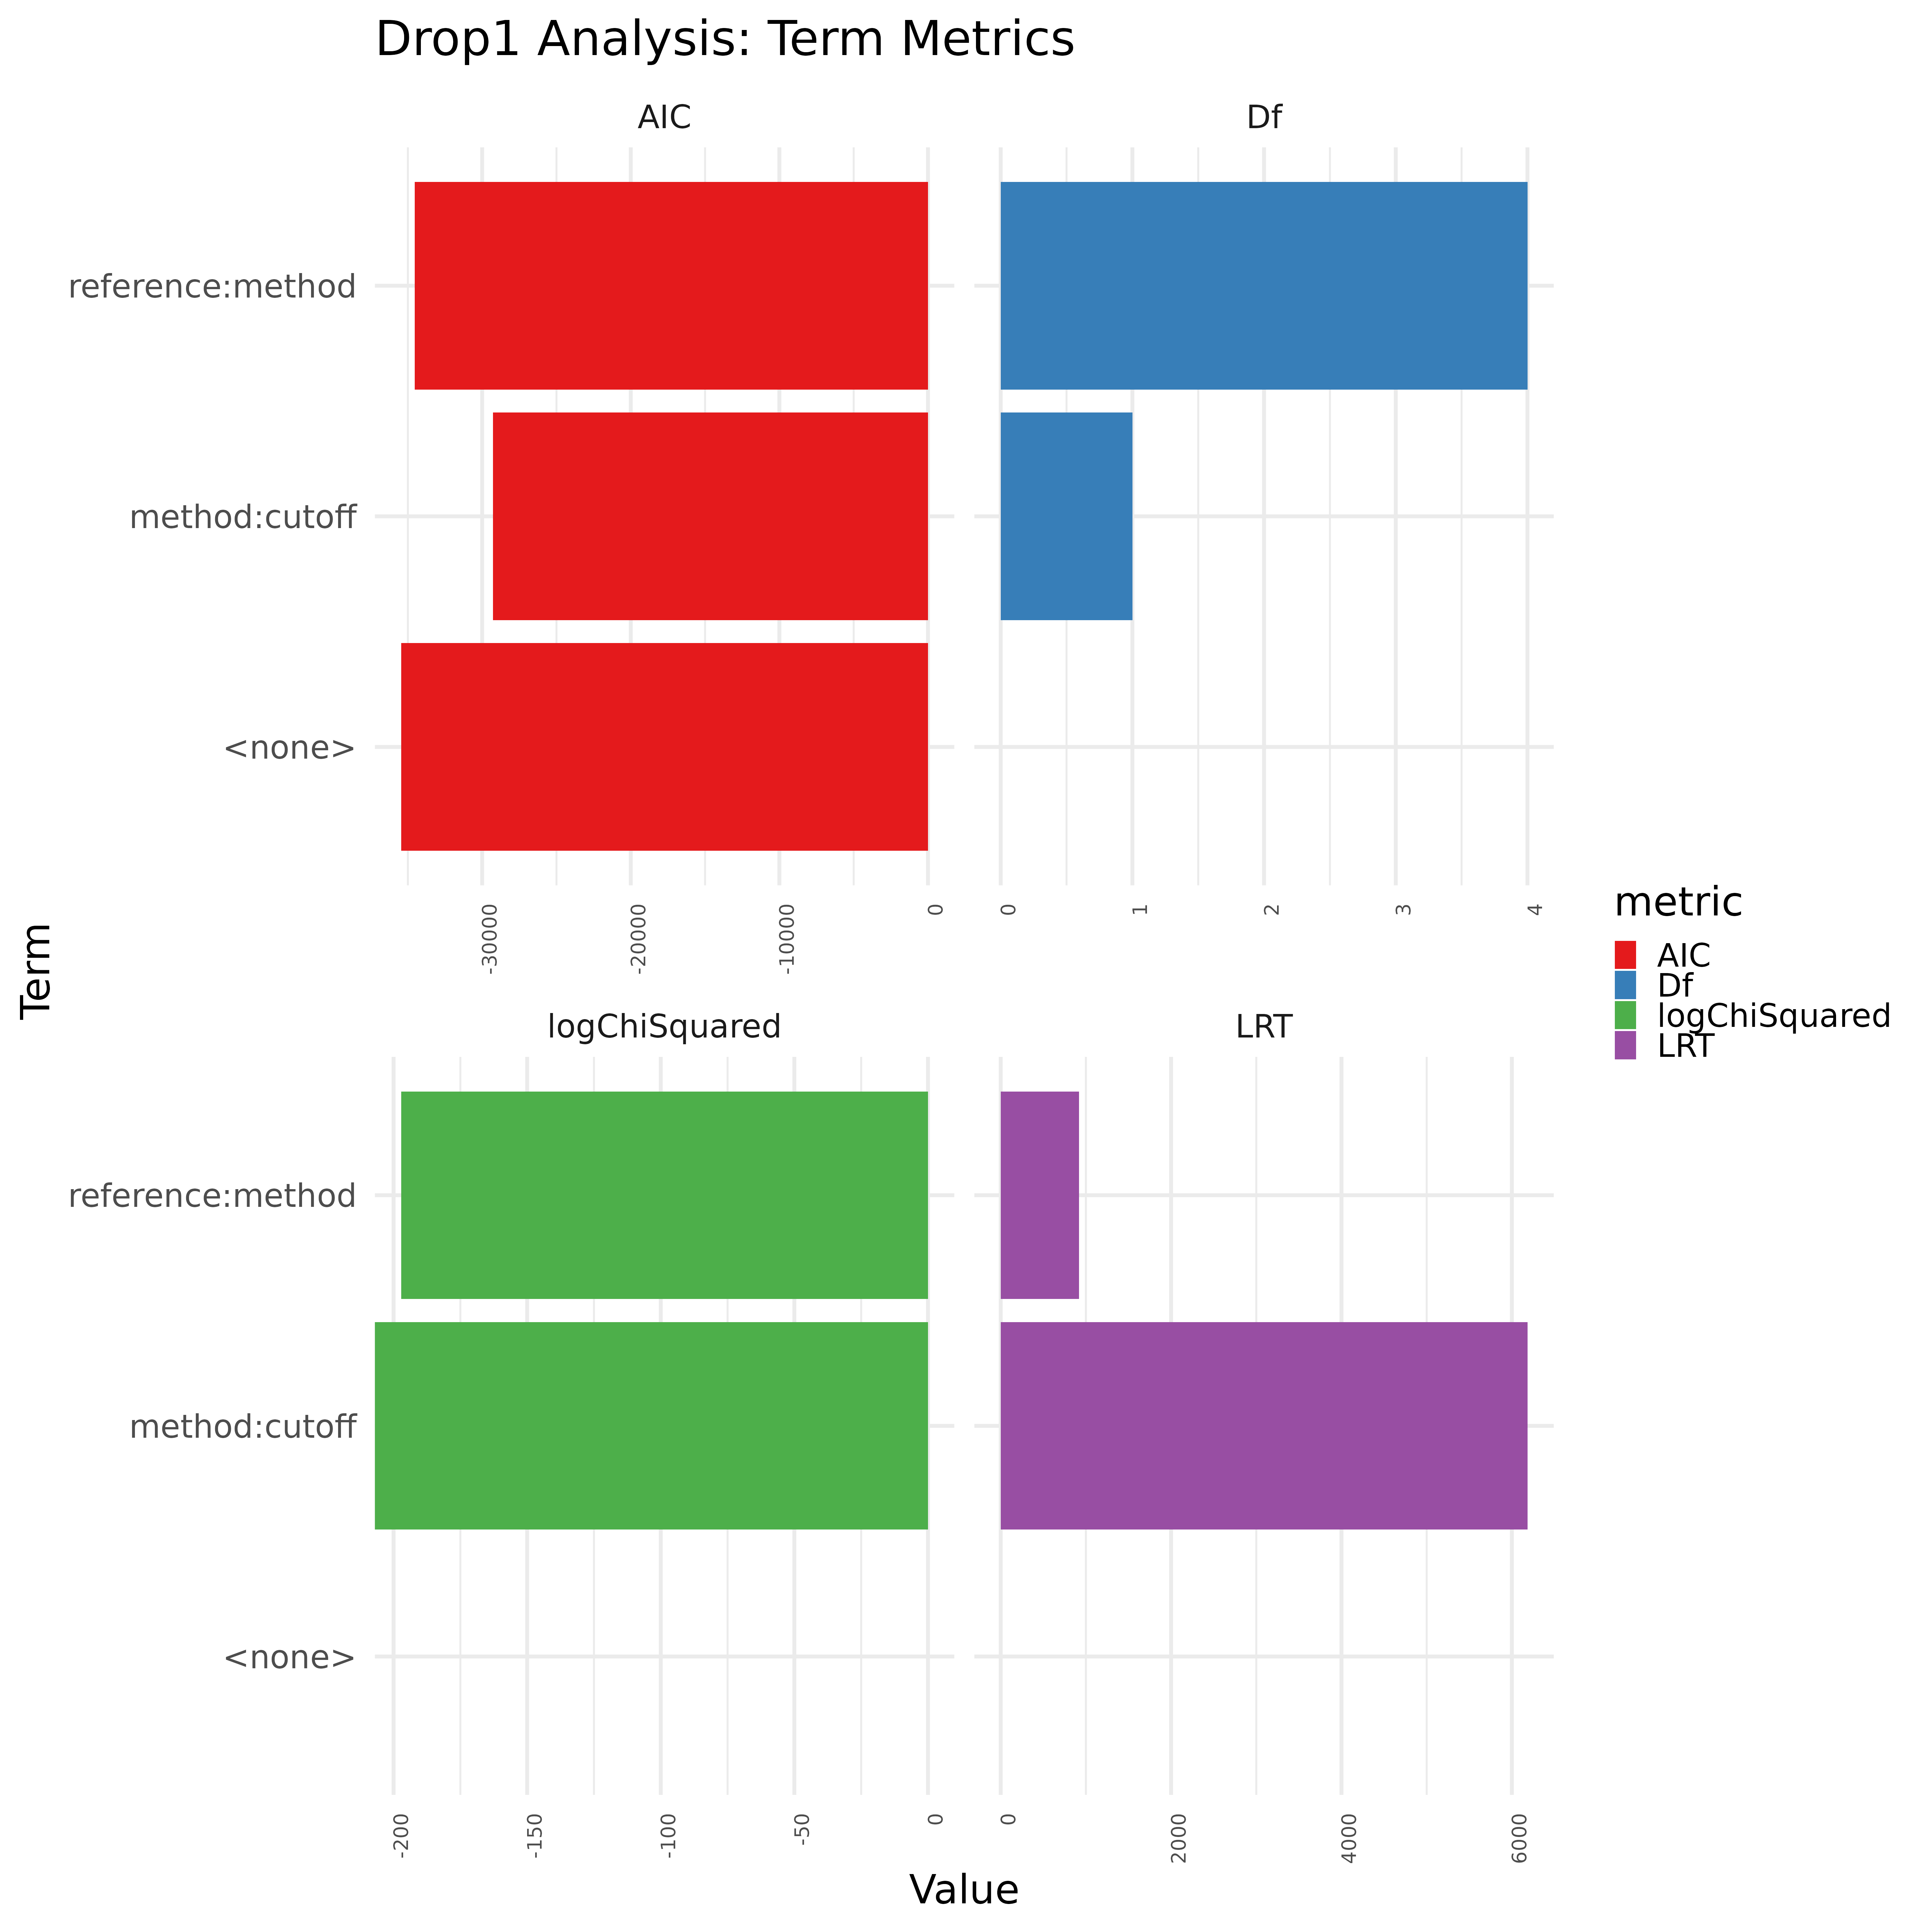 Drop1 Analysis: Term Metrics
AIC
Df
reference:method
method:cutoff
<none>
-30000
-20000
-10000
0
0
1
2
3
4
Term
logChiSquared
LRT
reference:method
method:cutoff
<none>
-200
-150
-100
-50
0
0
2000
4000
6000
Value
metric
AIC
Df
logChiSquared
LRT